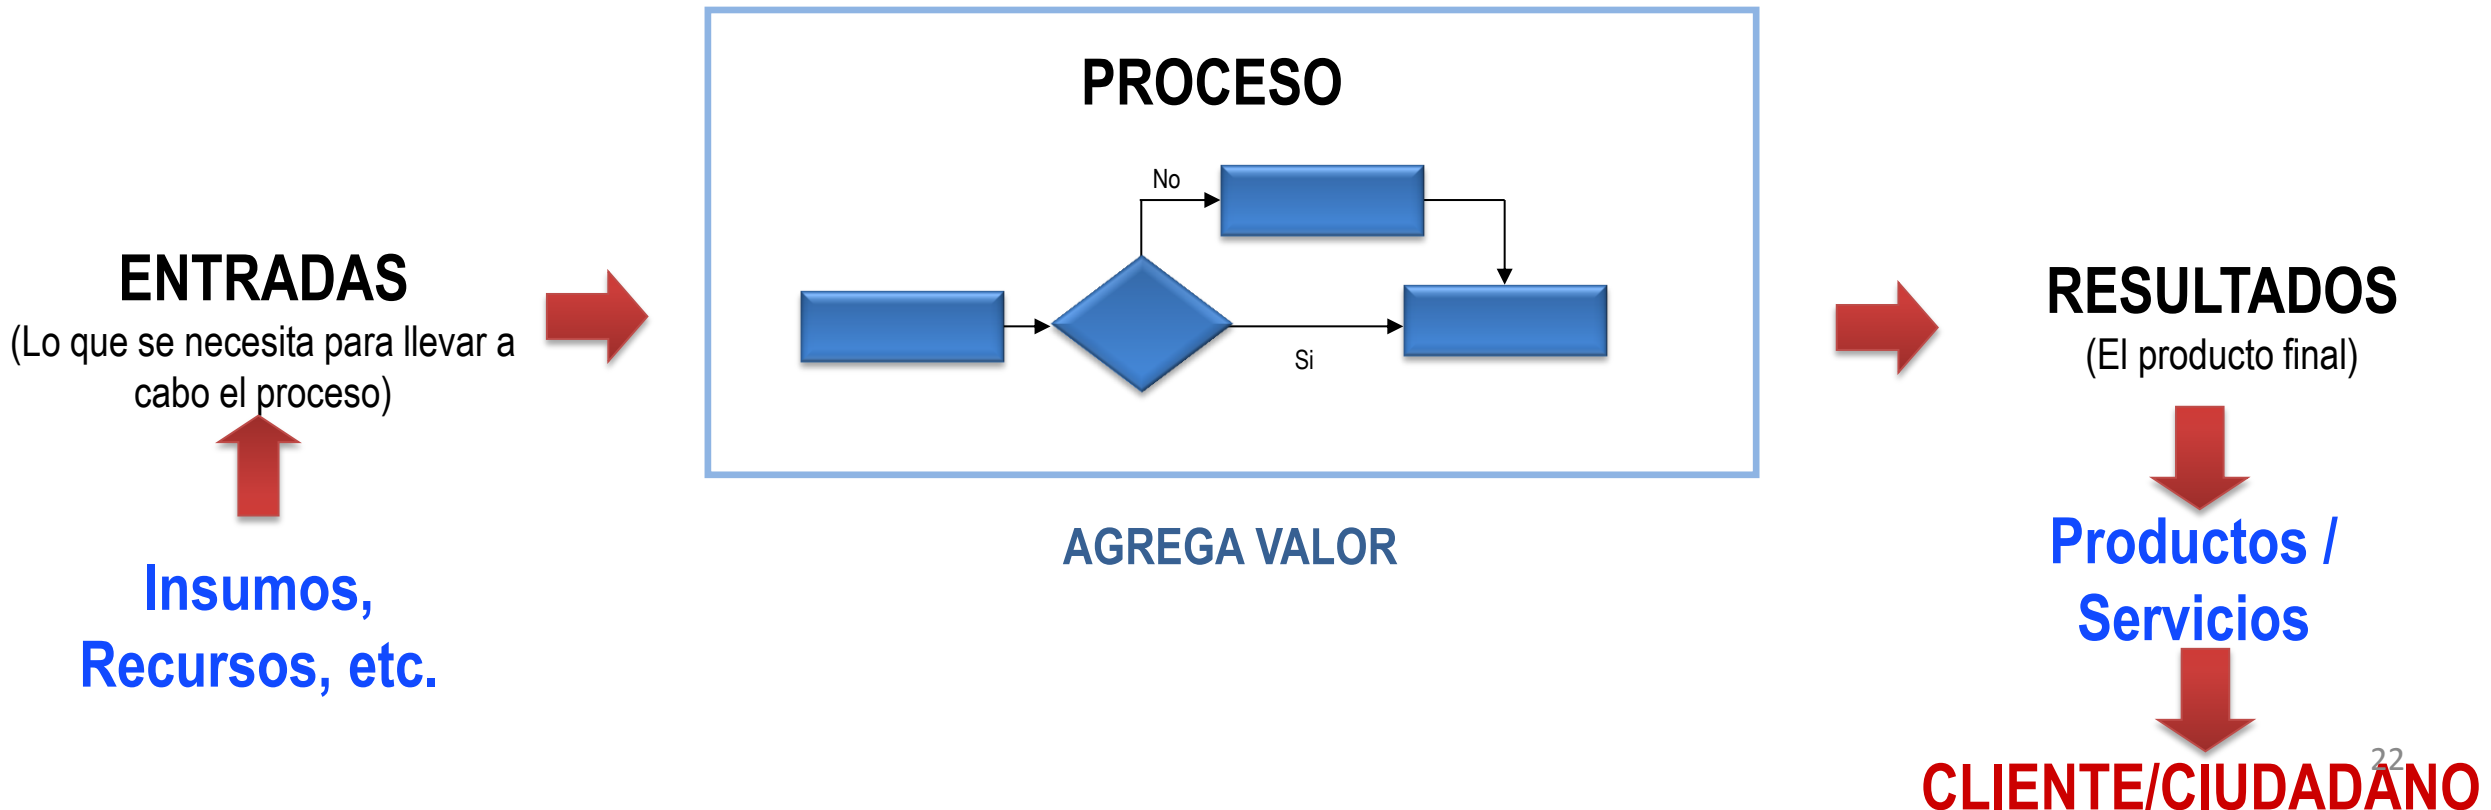 PROCESO
No
Si
ENTRADAS
(Lo que se necesita para llevar a
cabo el proceso)
Insumos,
Recursos, etc.
AGREGA VALOR
RESULTADOS
(El producto final)
Productos /
Servicios
CLIENTE/CIUDADANO
22